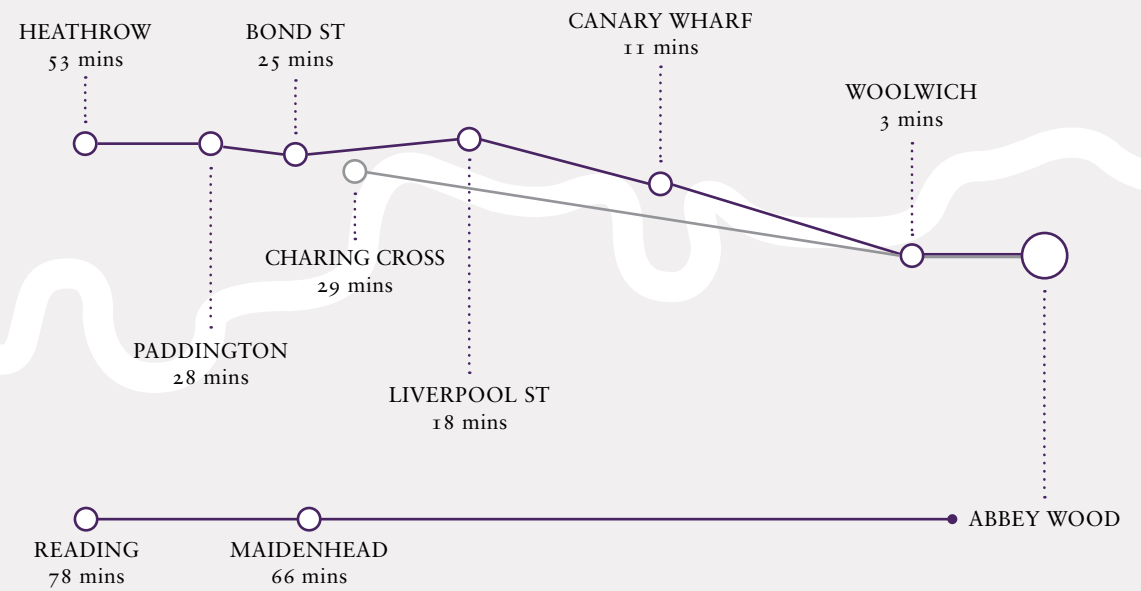 HEATHROW
53 mins
BOND ST
25 mins
CANARY WHARF
11 mins
WOOLWICH
3 mins
CHARING CROSS
29 mins
PADDINGTON
28 mins
LIVERPOOL ST
18 mins
ABBEY WOOD
READING
78 mins
MAIDENHEAD
66 mins